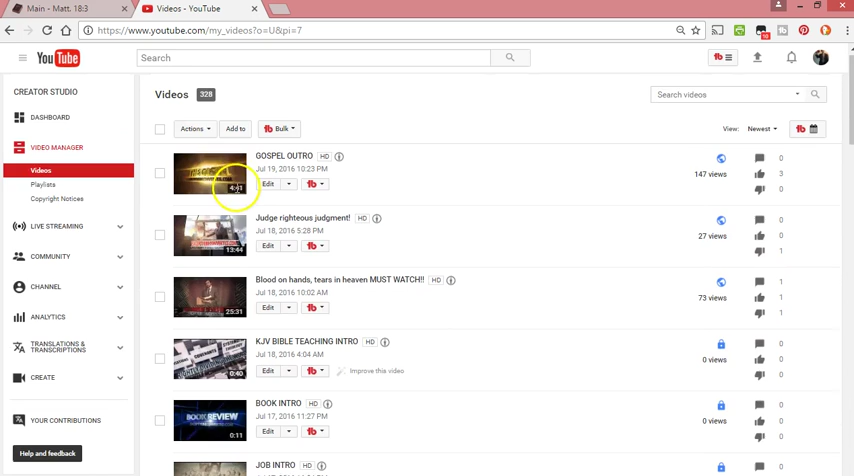 Main - Matt. 18:3
Videos - YouTube
https://www.youtube.com/my_videos?o=U&pi=7
10
YouTube
Search
CREATOR STUDIO
DASHBOARD
VIDEO MANAGER
Videos
Playlists
Copyright Notices
LIVE STREAMING
COMMUNITY
CHANNEL
ANALYTICS
TRANSLATIONS &
TRANSCRIPTIONS
CREATE
YOUR CONTRIBUTIONS
Help and feedback
Videos 328
Search videos
Actions Add to Bulk
View: Newest
GOSPEL OUTRO HD
Jul 19, 2016 10:23 PM
Edit
4:41
147 views
0
3
0
Judge righteous judgment! HD
Jul 18, 2016 5:28 PM
Edit
13:44
27 views
0
0
1
Blood on hands, tears in heaven MUST WATCH!! HD
Jul 18, 2016 10:02 AM
Edit
25:31
73 views
1
1
1
KJV BIBLE TEACHING INTRO HD
Jul 18, 2016 4:04 AM
Edit
Improve this video
0:40
0 views
0
0
0
BOOK INTRO HD
Jul 17, 2016 11:27 PM
Edit
BOOK REVIEW
0:11
0 views
0
0
0
JOB INTRO HD
0